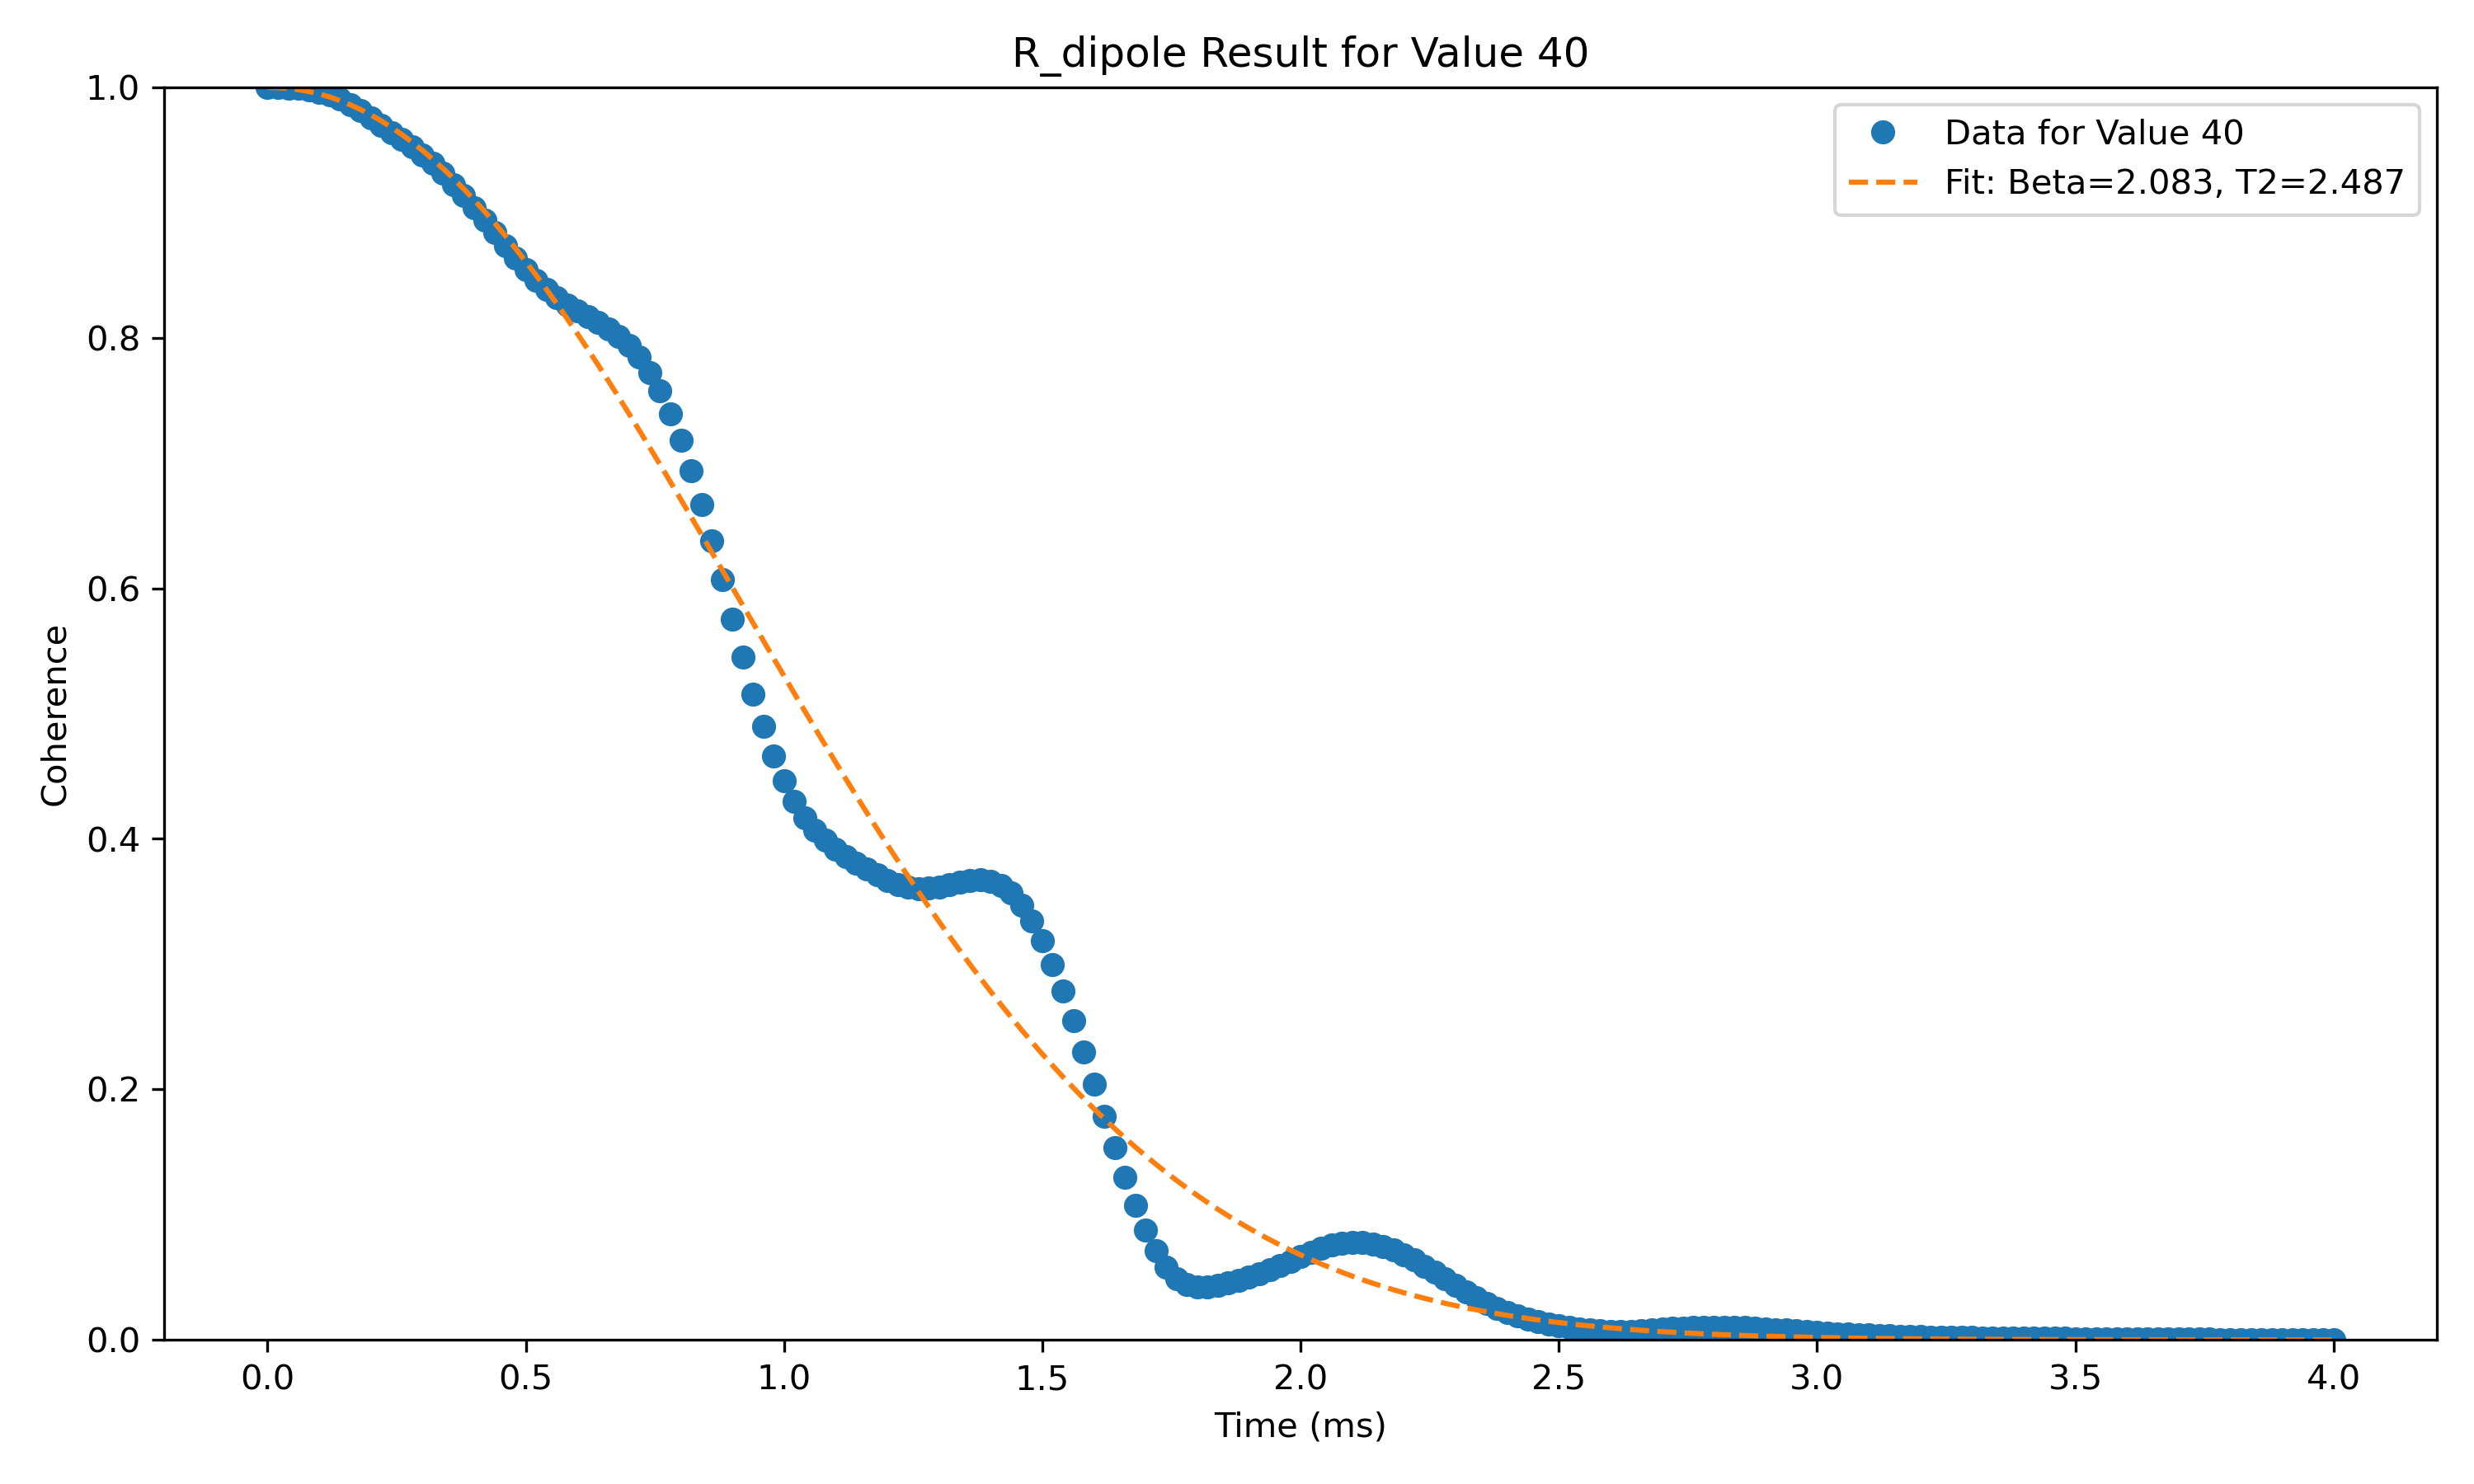 R_dipole Result for Value 40
Data for Value 40
Fit: Beta=2.083, T2=2.487
Coherence
1.0
0.8
0.6
0.4
0.2
0.0
0.0 0.5 1.0 1.5 2.0 2.5 3.0 3.5 4.0
Time (ms)